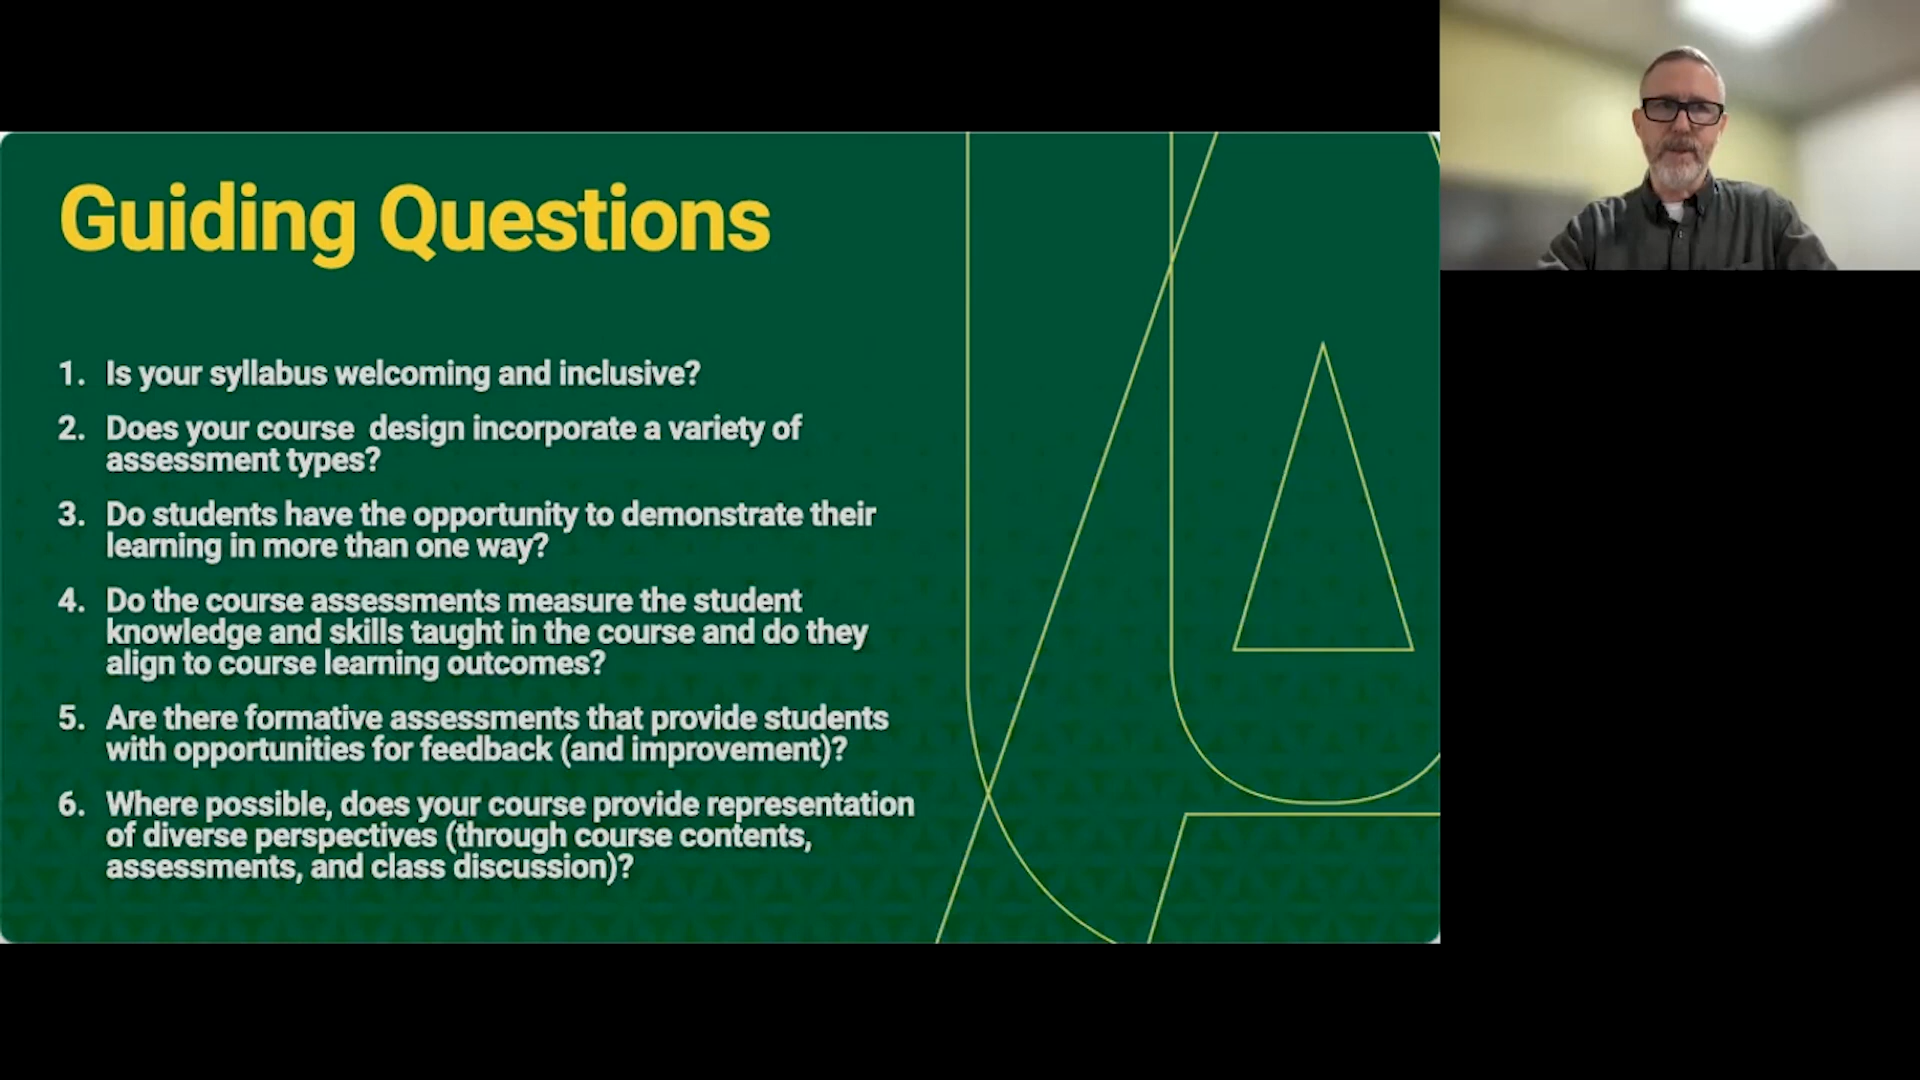 Guiding Questions
1. Is your syllabus welcoming and inclusive?
2. Does your course  design incorporate a variety of
assessment types?
3. Do students have the opportunity to demonstrate their
learning in more than one way?
4. Do the course assessments measure the student
knowledge and skills taught in the course and do they
align to course learning outcomes?
5. Are there formative assessments that provide students
with opportunities for feedback (and improvement)?
6. Where possible, does your course provide representation
of diverse perspectives (through course contents,
assessments, and class discussion)?